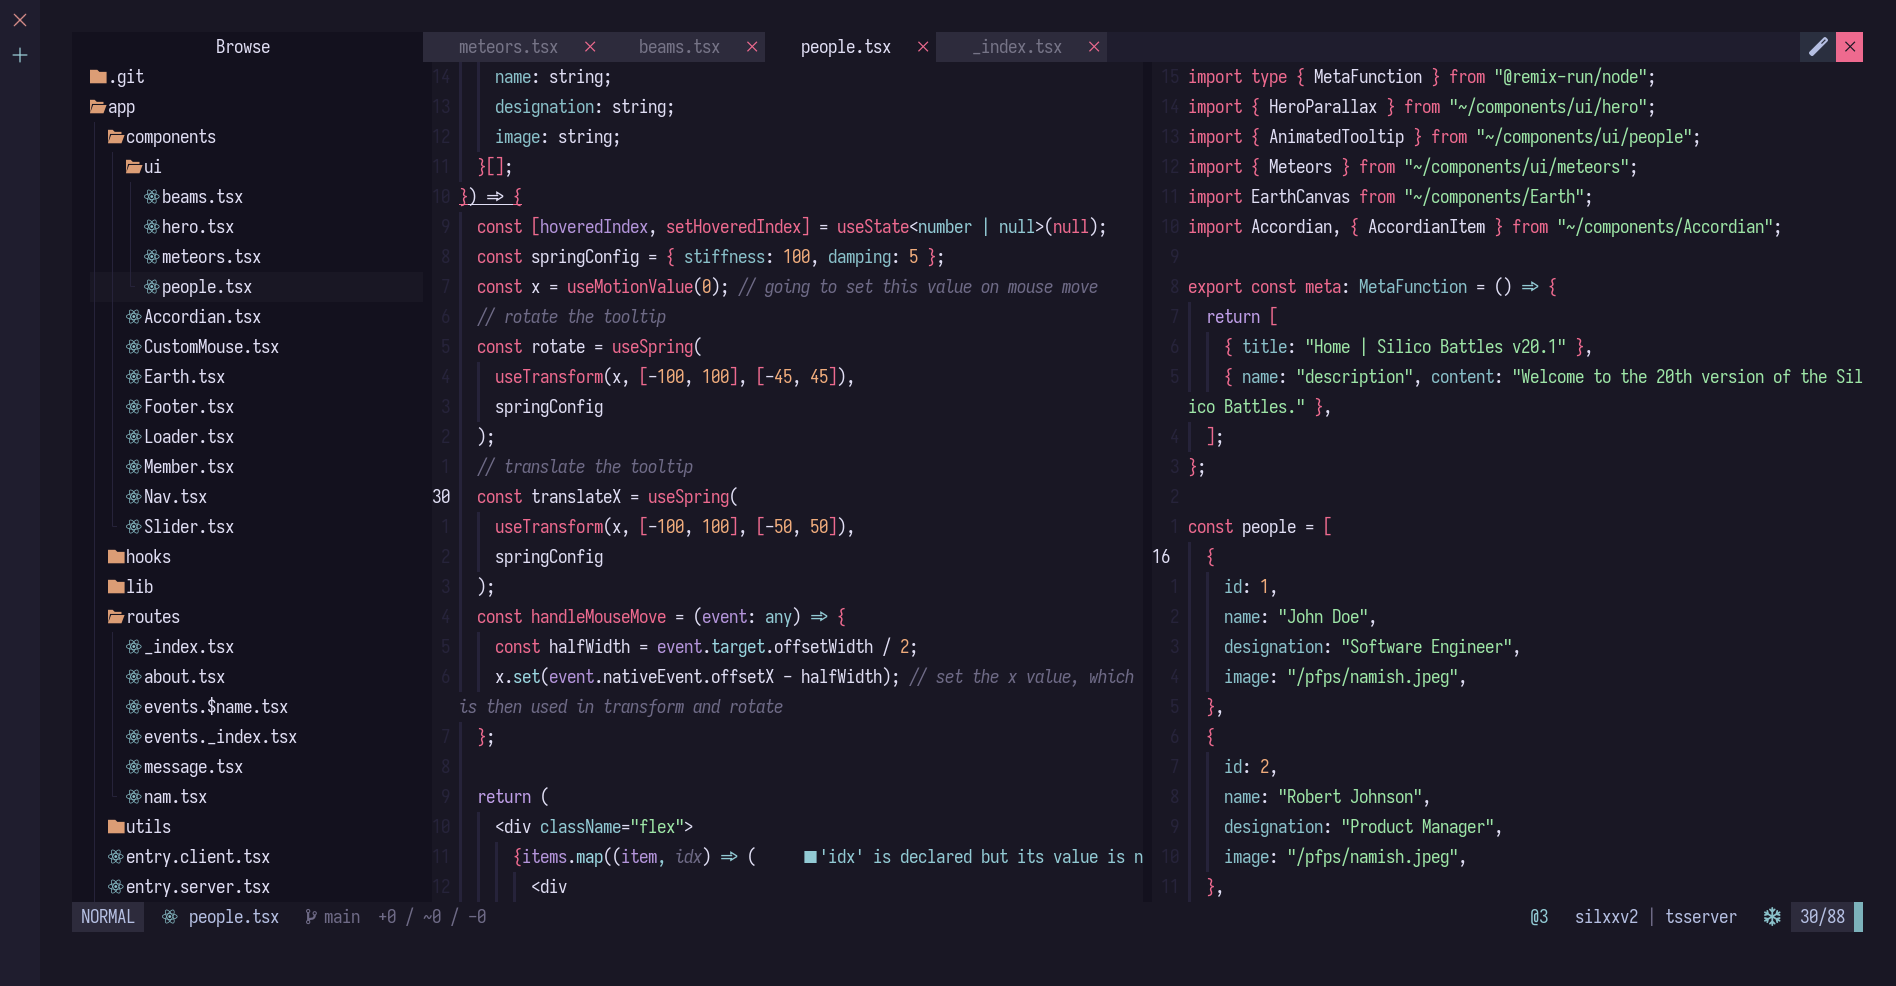 Browse
.git
app
components
ui
beams.tsx
hero.tsx
meteors.tsx
people.tsx
Accordian.tsx
CustomMouse.tsx
Earth.tsx
Footer.tsx
Loader.tsx
Member.tsx
Nav.tsx
Slider.tsx
hooks
lib
routes
_index.tsx
about.tsx
events.$name.tsx
events._index.tsx
message.tsx
nam.tsx
utils
entry.client.tsx
entry.server.tsx
meteors.tsx × beams.tsx × people.tsx × _index.tsx ×
14 name: string;
13 designation: string;
12 image: string;
11 }[];
10 }) => {
9 const [hoveredIndex, setHoveredIndex] = useState<number | null>(null);
8 const springConfig = { stiffness: 100, damping: 5 };
7 const x = useMotionValue(0); // going to set this value on mouse move
6 // rotate the tooltip
5 const rotate = useSpring(
4 useTransform(x, [-100, 100], [-45, 45]),
3 springConfig
2 );
1 // translate the tooltip
30 const translateX = useSpring(
1 useTransform(x, [-100, 100], [-50, 50]),
2 springConfig
3 );
4 const handleMouseMove = (event: any) => {
5 const halfWidth = event.target.offsetWidth / 2;
6 x.set(event.nativeEvent.offsetX - halfWidth); // set the x value, which
is then used in transform and rotate
7 };
8
9 return (
10 <div className="flex">
11 {items.map((item, idx) => ( ■'idx' is declared but its value is n
12 <div
15 import type { MetaFunction } from "@remix-run/node";
14 import { HeroParallax } from "~/components/ui/hero";
13 import { AnimatedTooltip } from "~/components/ui/people";
12 import { Meteors } from "~/components/ui/meteors";
11 import EarthCanvas from "~/components/Earth";
10 import Accordian, { AccordianItem } from "~/components/Accordian";
9
8 export const meta: MetaFunction = () => {
7 return [
6 { title: "Home | Silico Battles v20.1" },
5 { name: "description", content: "Welcome to the 20th version of the Sil
ico Battles." },
4 ];
3 };
2
1 const people = [
16 {
1 id: 1,
2 name: "John Doe",
3 designation: "Software Engineer",
4 image: "/pfps/namish.jpeg",
5 },
6 {
7 id: 2,
8 name: "Robert Johnson",
9 designation: "Product Manager",
10 image: "/pfps/namish.jpeg",
11 },
NORMAL people.tsx main +0 / ~0 / -0 @3 silxxv2 | tsserver 30/88